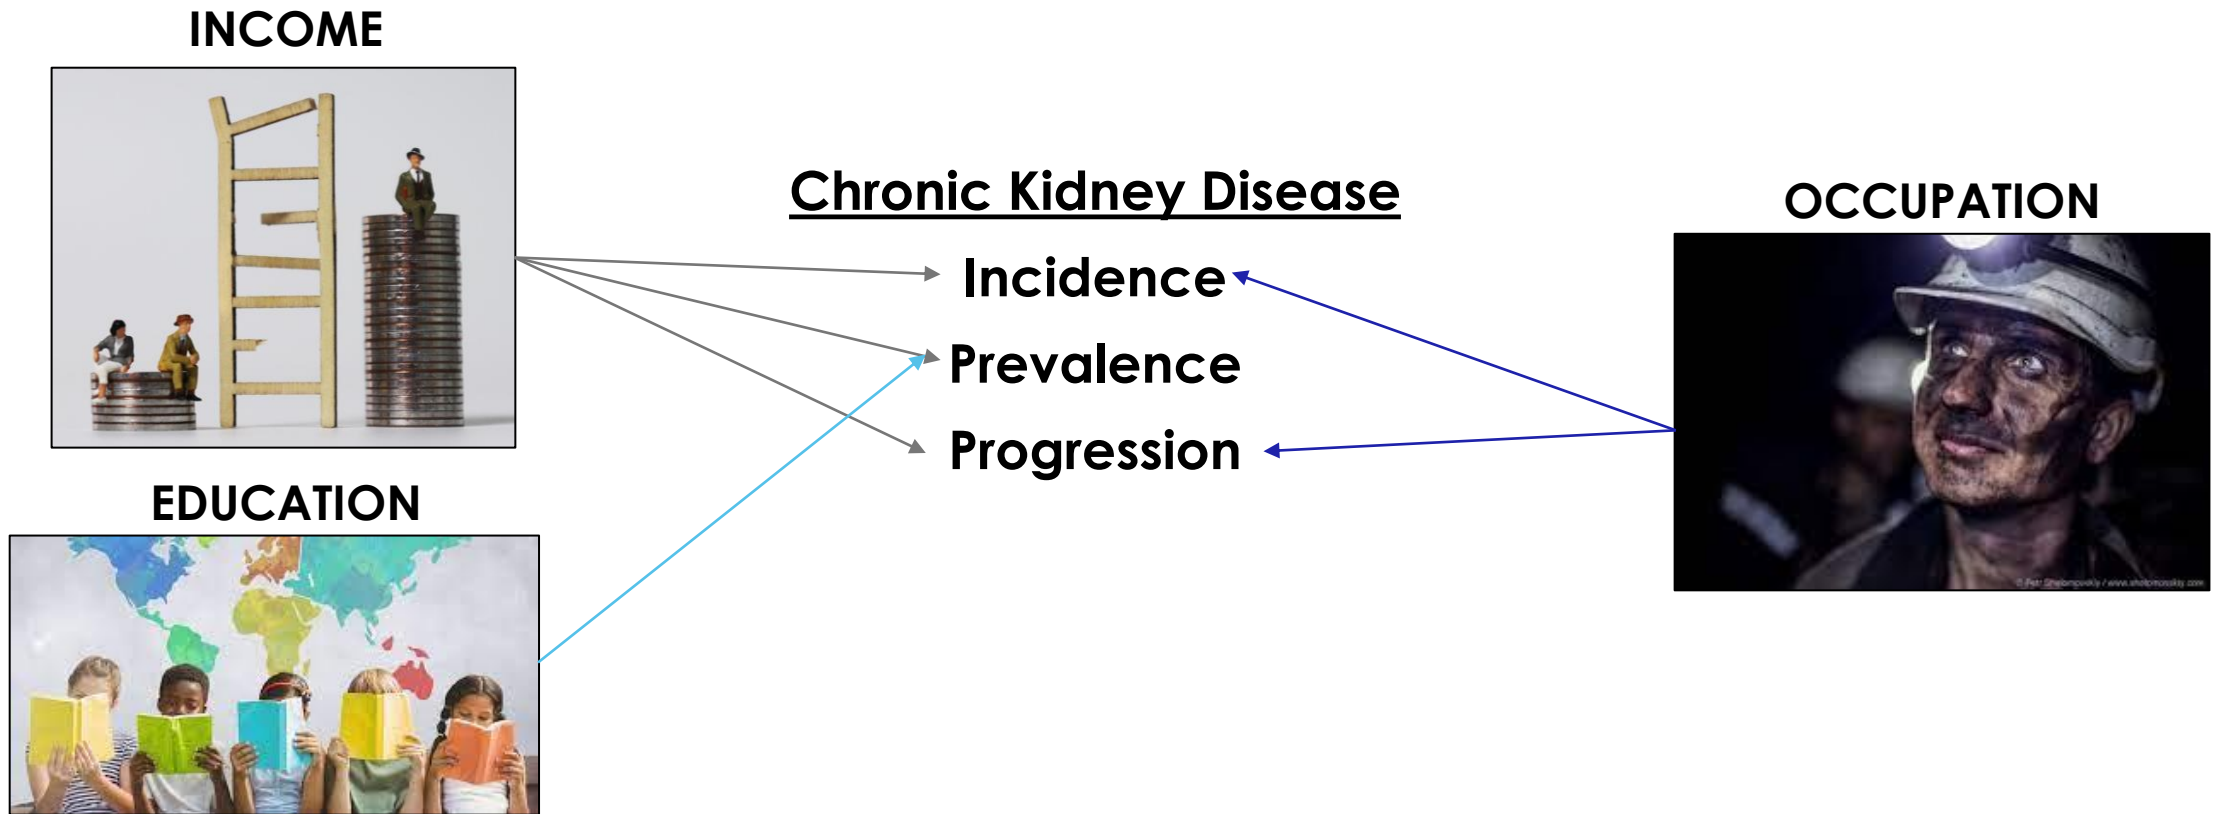 INCOME
Chronic Kidney Disease
OCCUPATION
Incidence
Prevalence
Progression
EDUCATION